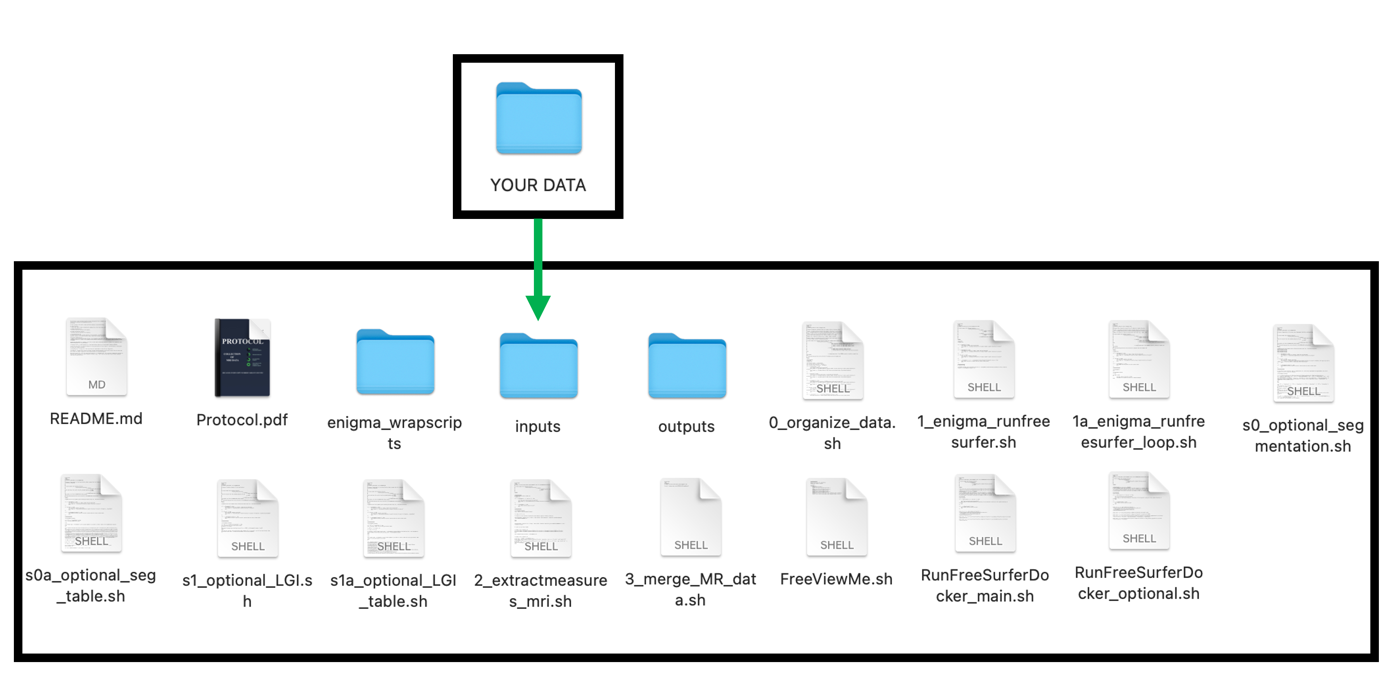 YOUR DATA
MD
PROTOCOL
SHELL
SHELL
SHELL
SHELL
README.md
Protocol.pdf
enigma_wrapscrip
ts
inputs
outputs
0_organize_data.
sh
1_enigma_runfree
surfer.sh
1a_enigma_runfre
esurfer_loop.sh
s0_optional_seg
mentation.sh
SHELL
SHELL
SHELL
SHELL
SHELL
SHELL
SHELL
SHELL
s0a_optional_seg
_table.sh
s1_optional_LGI.s
h
s1a_optional_LGI
_table.sh
2_extractmeasure
s_mri.sh
3_merge_MR_dat
a.sh
FreeViewMe.sh
RunFreeSurferDo
cker_main.sh
RunFreeSurferDo
cker_optional.sh